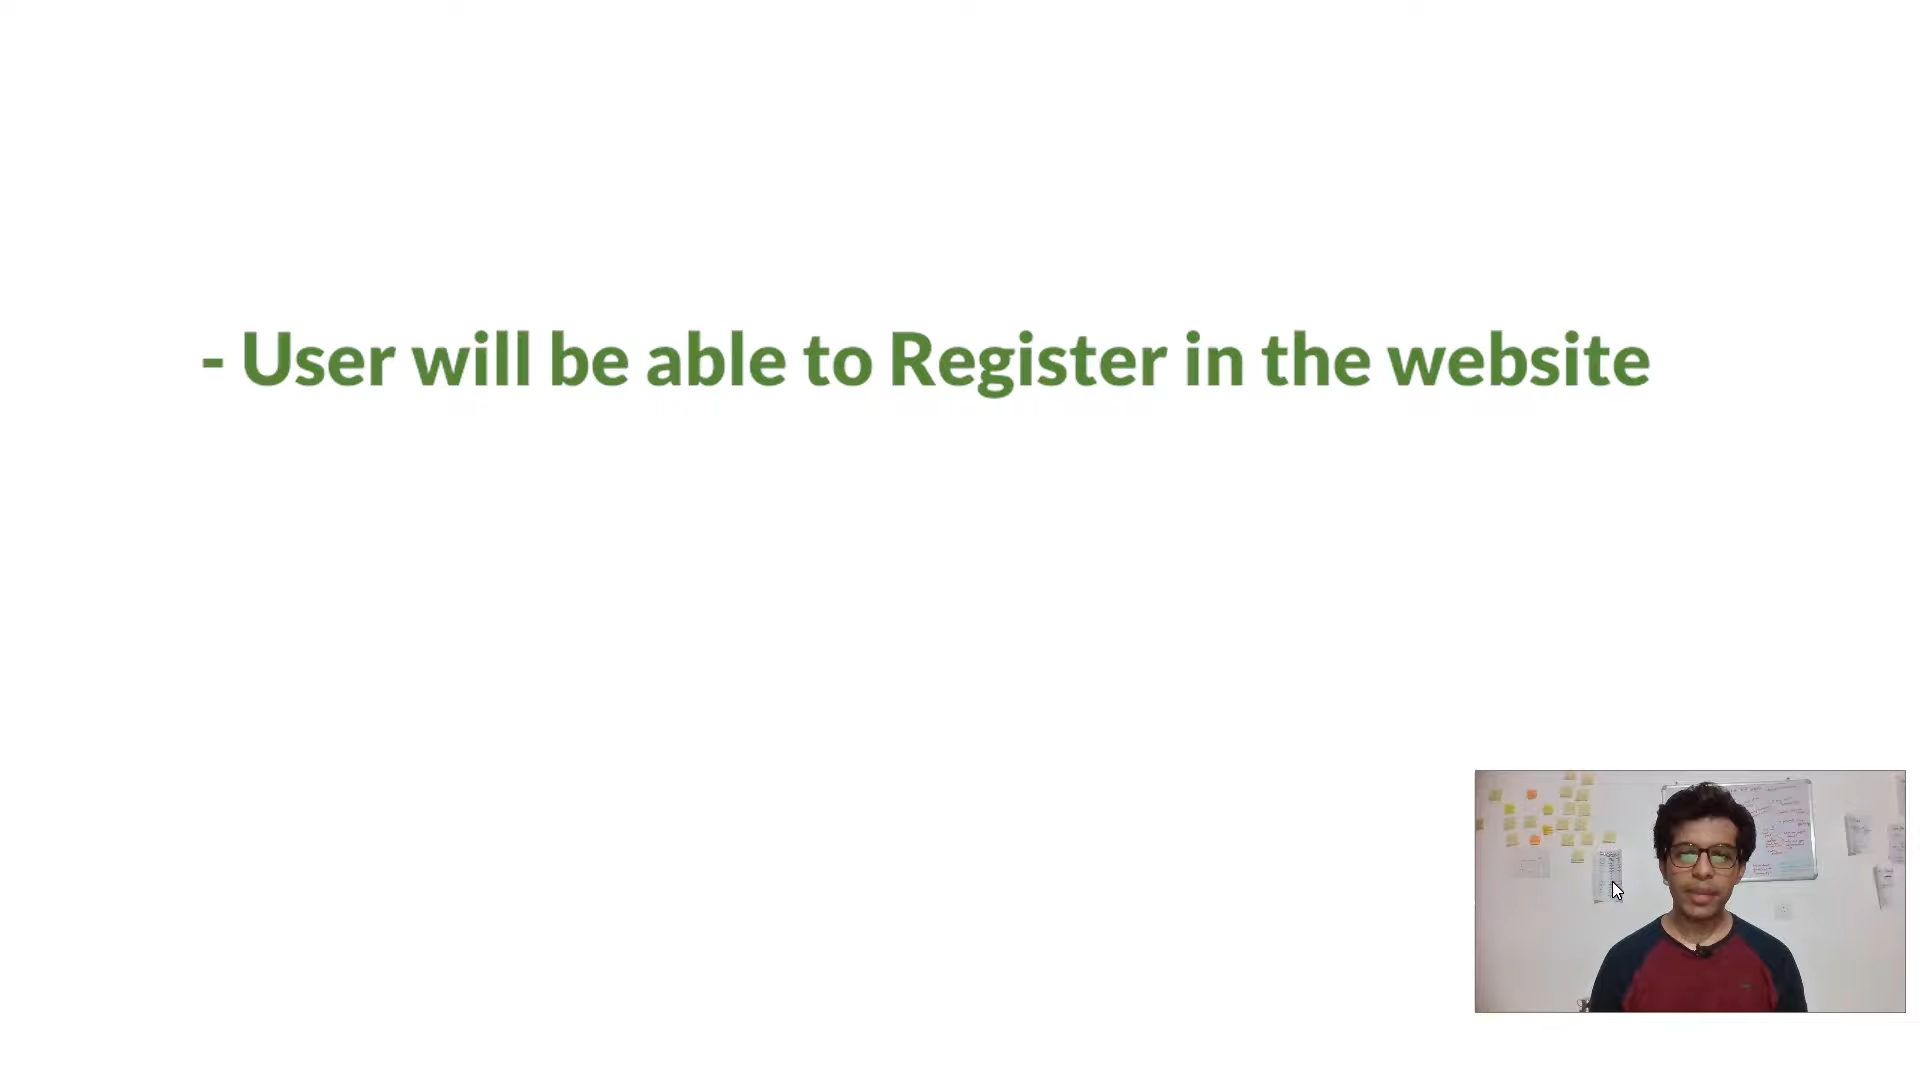 - User will be able to Register in the website